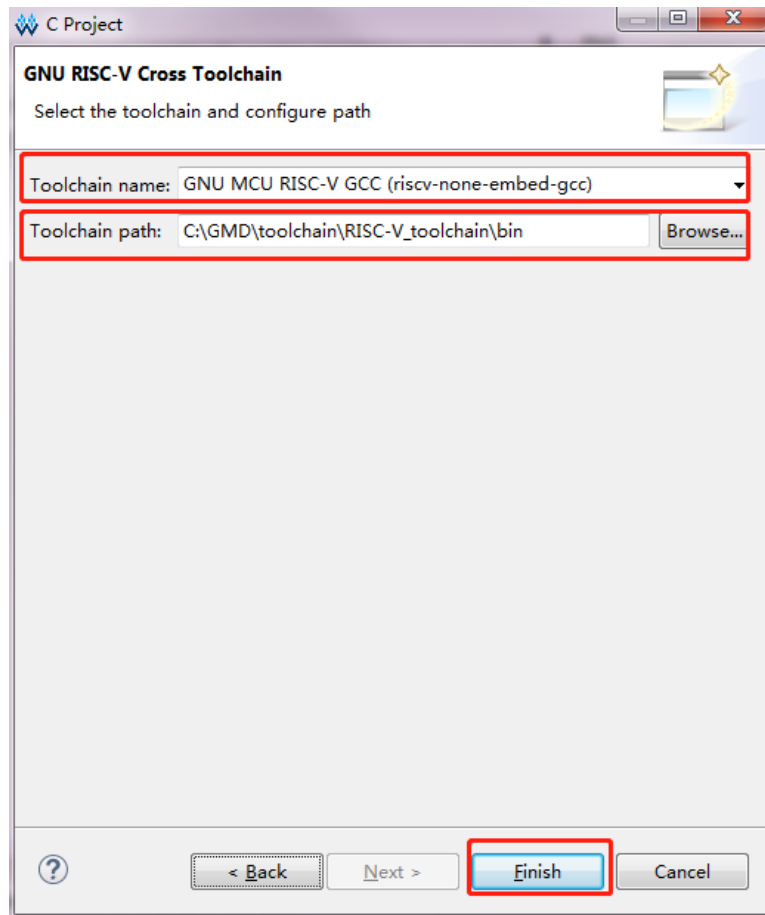 C Project
GNU RISC-V Cross Toolchain
Select the toolchain and configure path
Toolchain name: GNU MCU RISC-V GCC (riscv-none-embed-gcc)
Toolchain path: C:\GMD\toolchain\RISC-V_toolchain\bin Browse...
? < Back Next > Finish Cancel